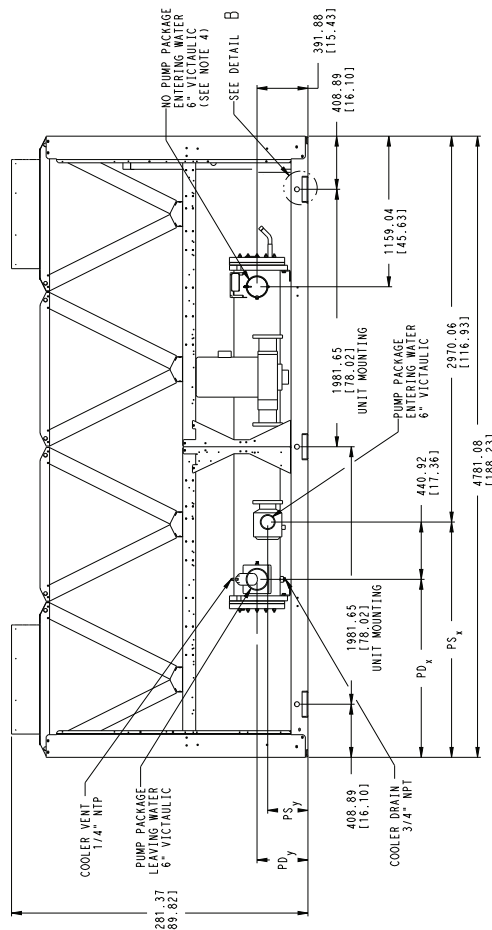 NO PUMP PACKAGE
ENTERING WATER
6" VICTAULIC
(SEE NOTE 4)
SEE DETAIL B
391.88
[15.43]
408.89
[16.10]
1159.04
[45.63]
1981.65
[78.02]
UNIT MOUNTING
PUMP PACKAGE
ENTERING WATER
6" VICTAULIC
2970.06
[116.93]
440.92
[17.36]
4781.08
[188.23]
1981.65
[78.02]
UNIT MOUNTING
PDx
PSx
COOLER VENT
1/4" NTP
PUMP PACKAGE
LEAVING WATER
6" VICTAULIC
PSy
PDy
408.89
[16.10]
COOLER DRAIN
3/4" NPT
281.37
89.82]